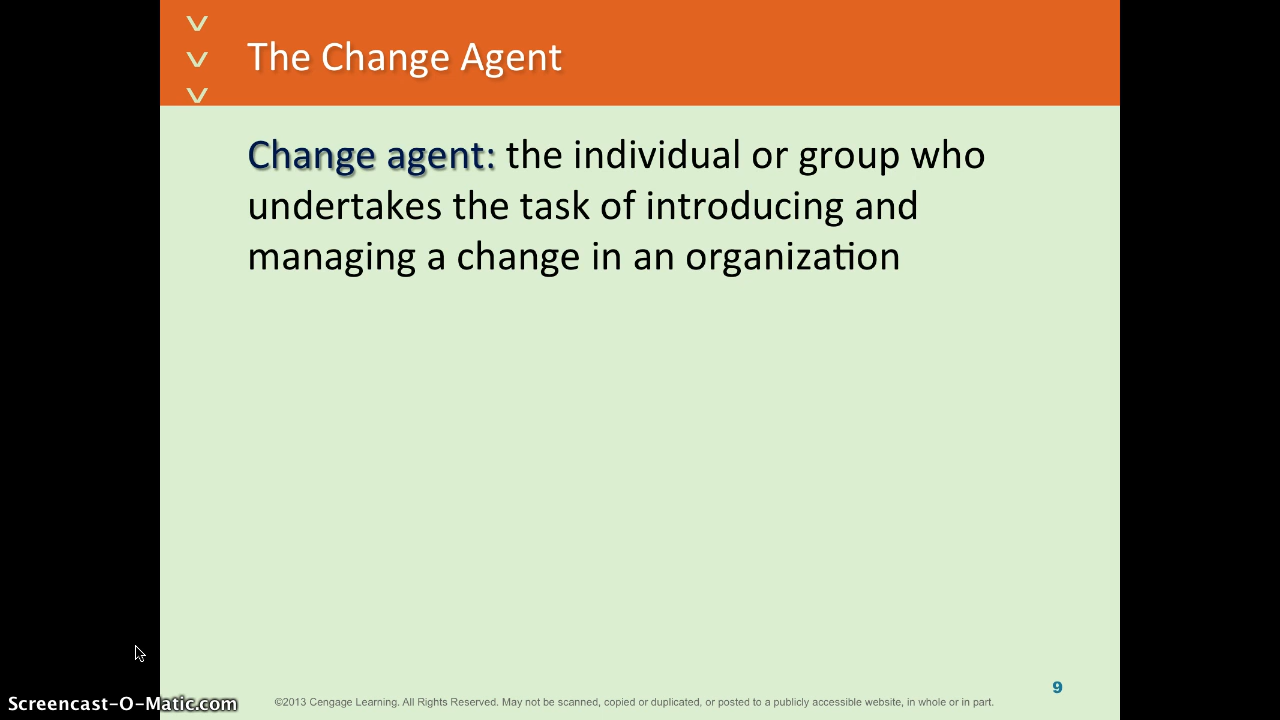 The Change Agent
Change agent: the individual or group who
undertakes the task of introducing and
managing a change in an organization
9
©2013 Cengage Learning. All Rights Reserved. May not be scanned, copied or duplicated, or posted to a publicly accessible website, in whole or in part.
Screencast-O-Matic.com